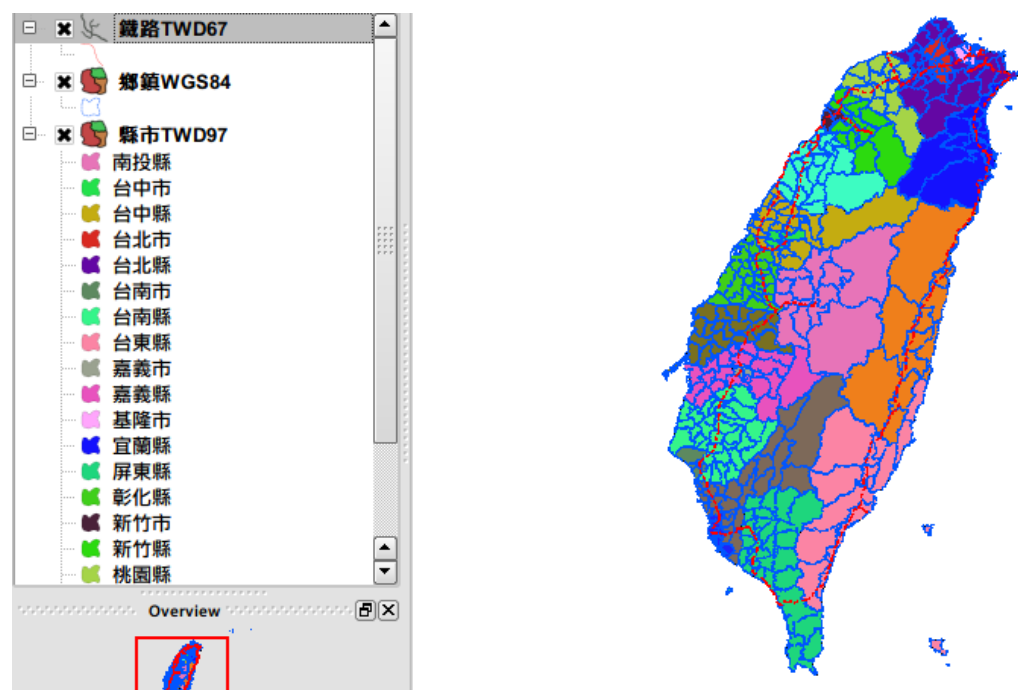 鐵路TWD67
鄉鎮WGS84
縣市TWD97
南投縣
台中市
台中縣
台北市
台北縣
台南市
台南縣
台東縣
嘉義市
嘉義縣
基隆市
宜蘭縣
屏東縣
彰化縣
新竹市
新竹縣
桃園縣
Overview